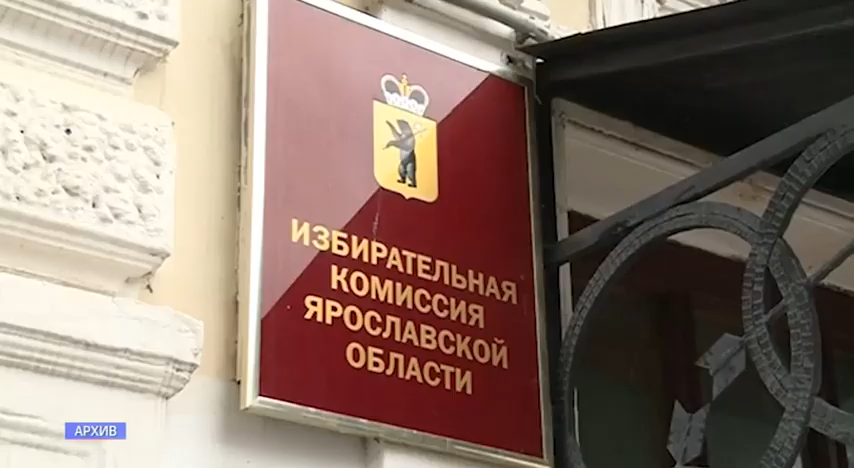 ИЗБИРАТЕЛЬНАЯ
КОМИССИЯ
ЯРОСЛАВСКОЙ
ОБЛАСТИ
АРХИВ